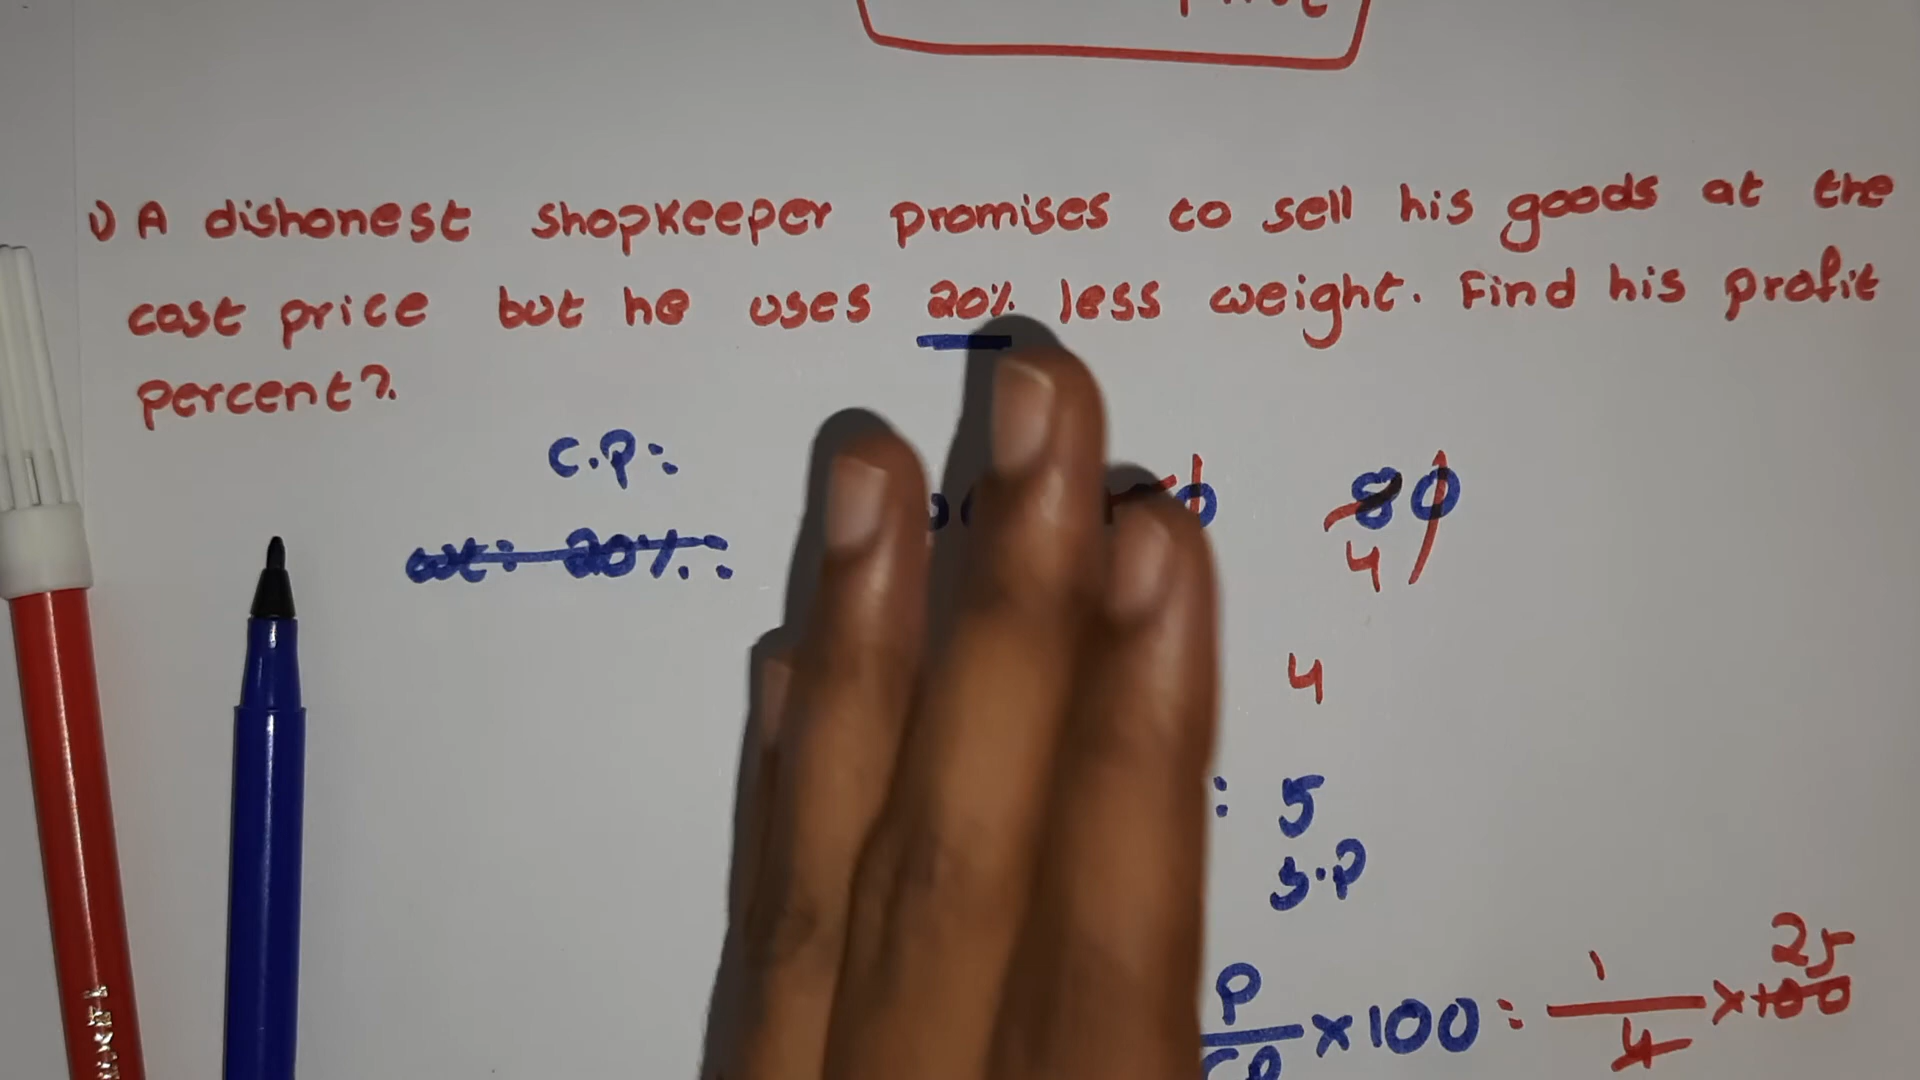 1) A dishonest shopkeeper promises to sell his goods at the
cost price but he uses 20% less weight. Find his profit
percent?.
C.P:
80
wt: 20%:
4
4
: 5
S.P
25
P 1
× 100 : × 100
CP 4